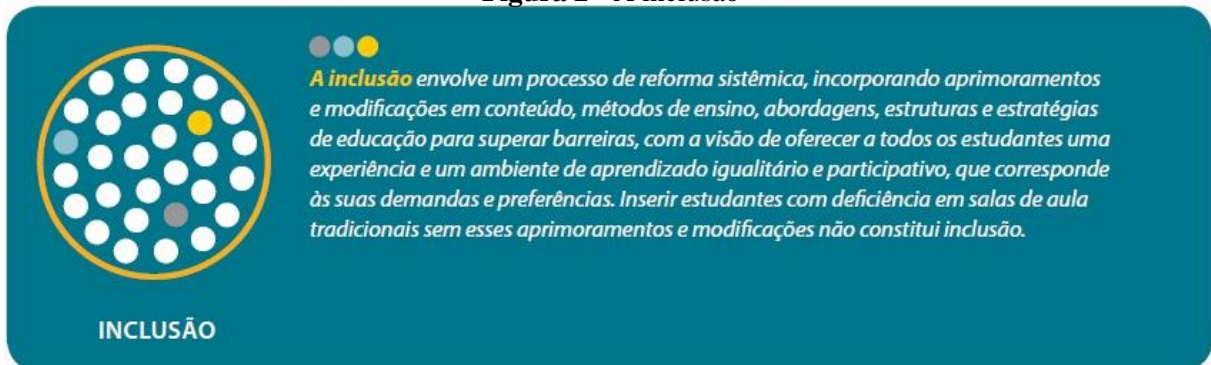 A inclusão envolve um processo de reforma sistêmica, incorporando aprimoramentos
e modificações em conteúdo, métodos de ensino, abordagens, estruturas e estratégias
de educação para superar barreiras, com a visão de oferecer a todos os estudantes uma
experiência e um ambiente de aprendizado igualitário e participativo, que corresponde
às suas demandas e preferências. Inserir estudantes com deficiência em salas de aula
tradicionais sem esses aprimoramentos e modificações não constitui inclusão.
INCLUSÃO